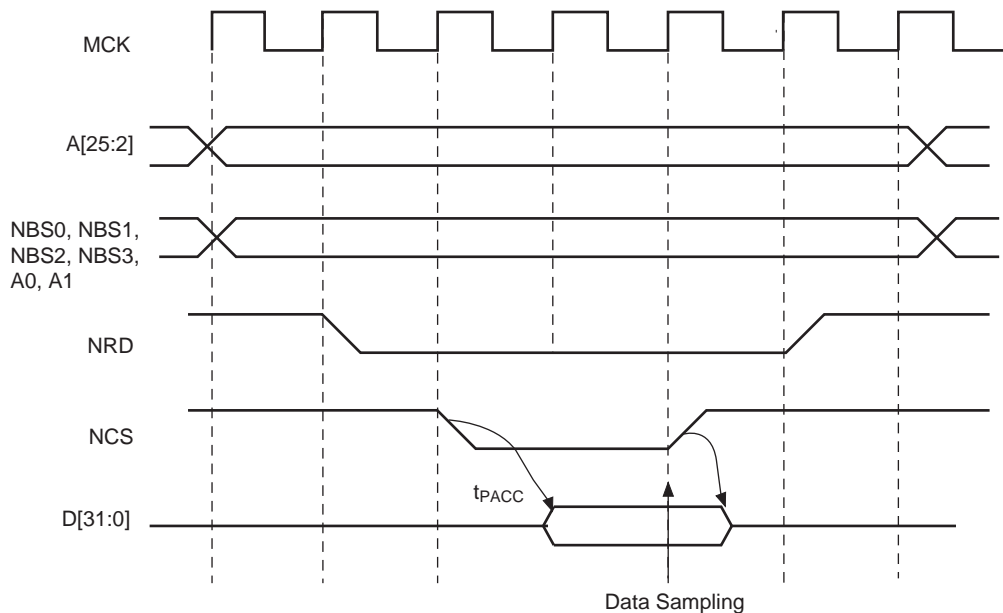 MCK
A[25:2]
NBS0, NBS1,
NBS2, NBS3,
A0, A1
NRD
NCS
tPACC
D[31:0]
Data Sampling